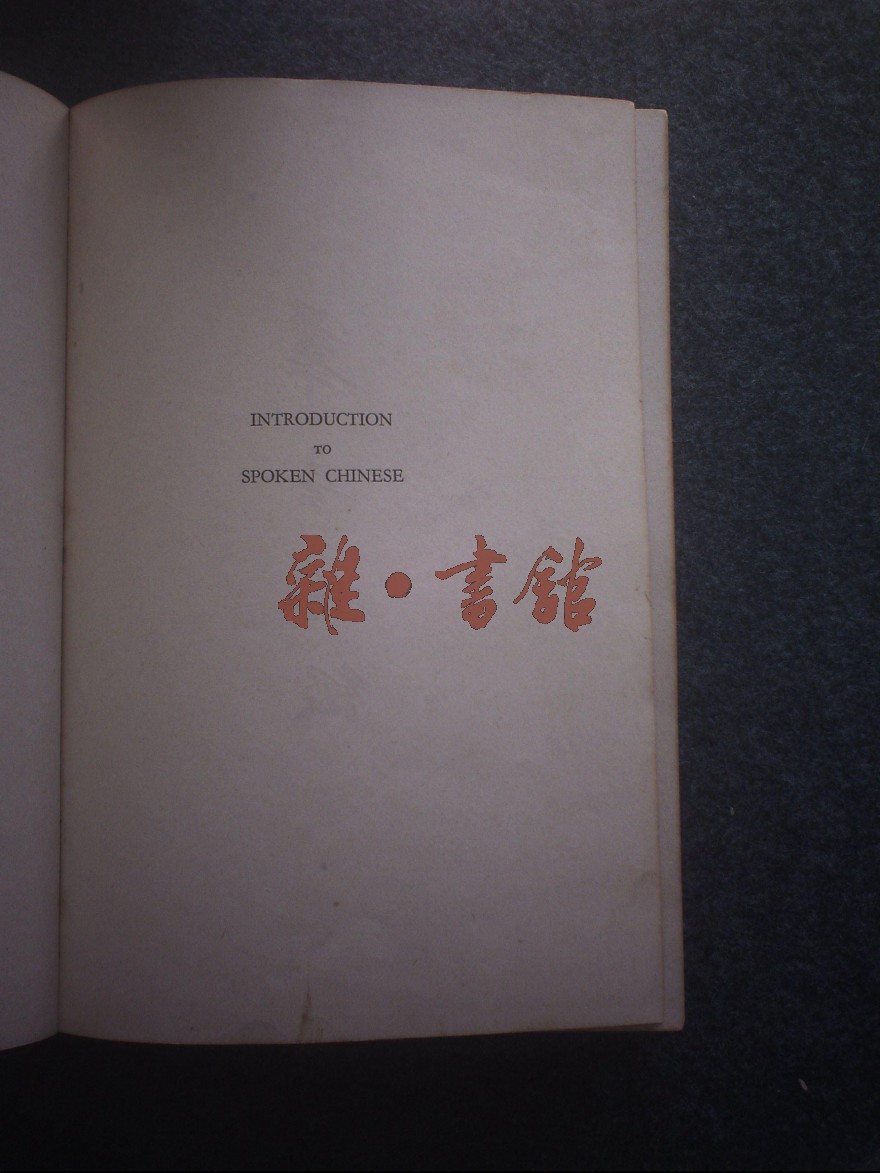 INTRODUCTION
TO
SPOKEN CHINESE
雜·書館